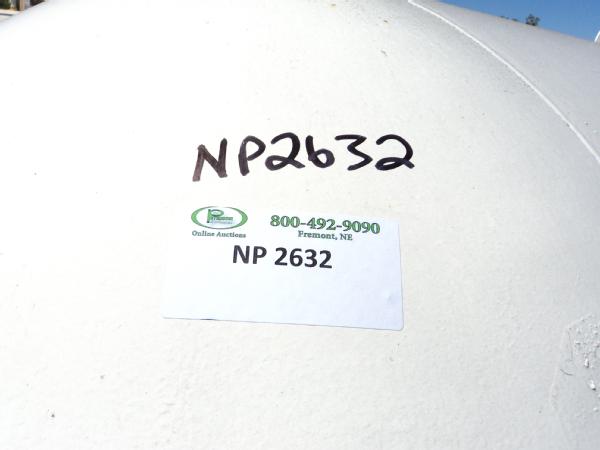 NP2632
800-492-9090
Online Auctions
Fremont, NE
NP 2632